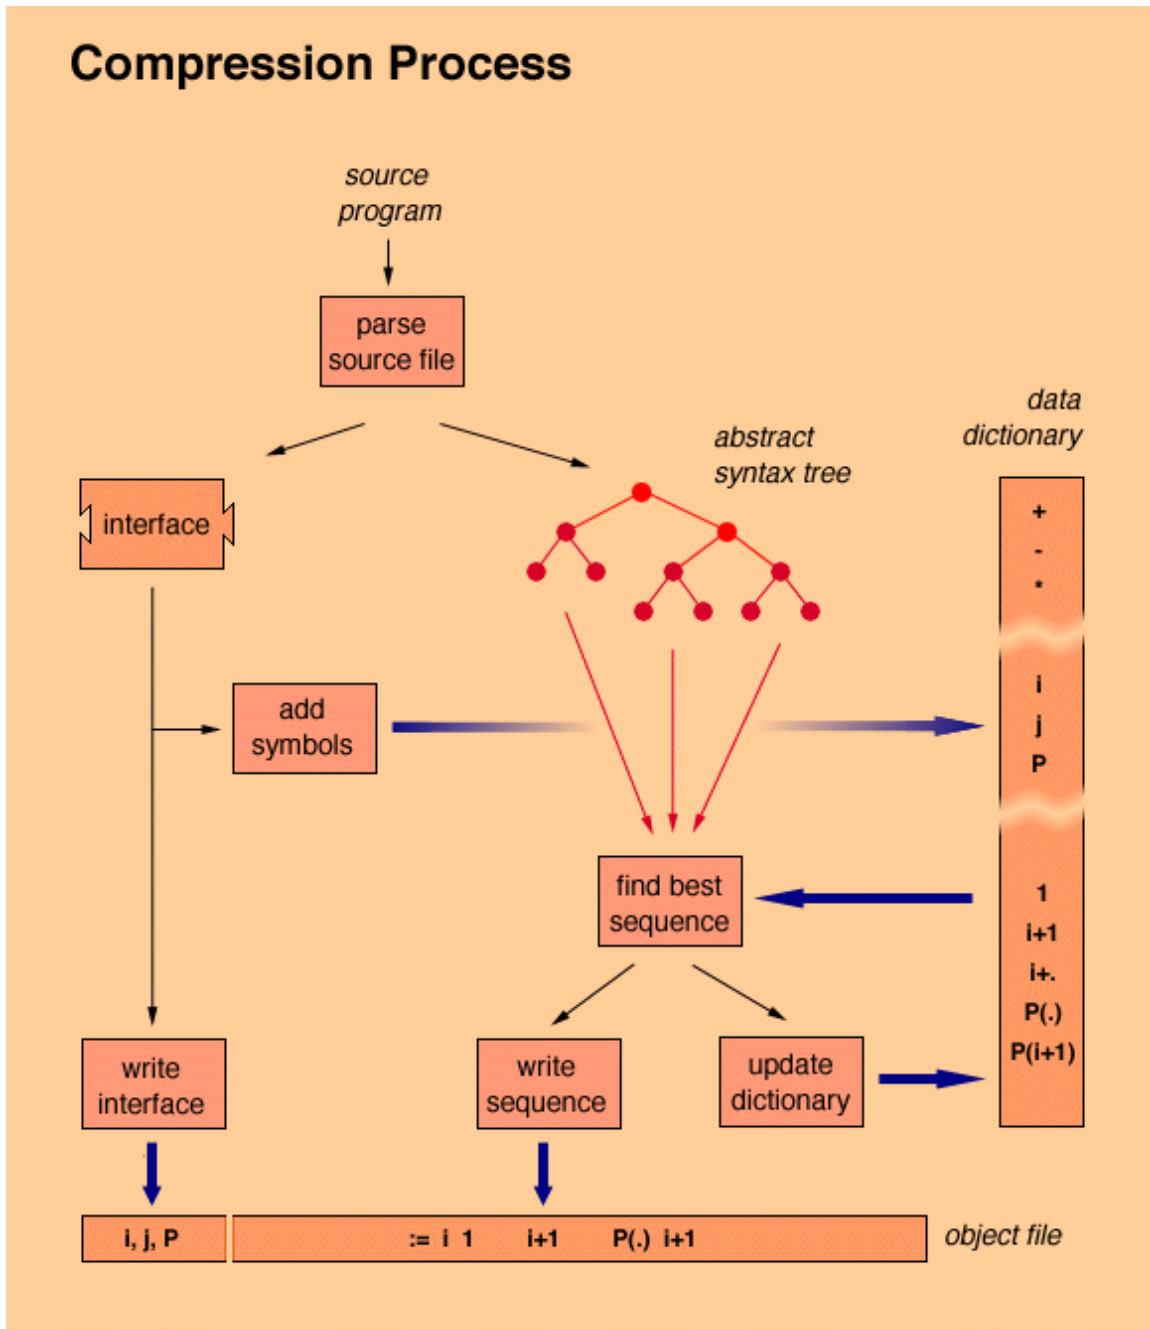 Compression Process
source
program
parse
source file
data
dictionary
abstract
syntax tree
interface
+
-
*
add
symbols
i
j
P
find best
sequence
1
i+1
i+.
P(.)
P(i+1)
write
interface
write
sequence
update
dictionary
i, j, P
:= i 1 i+1 P(.) i+1
object file